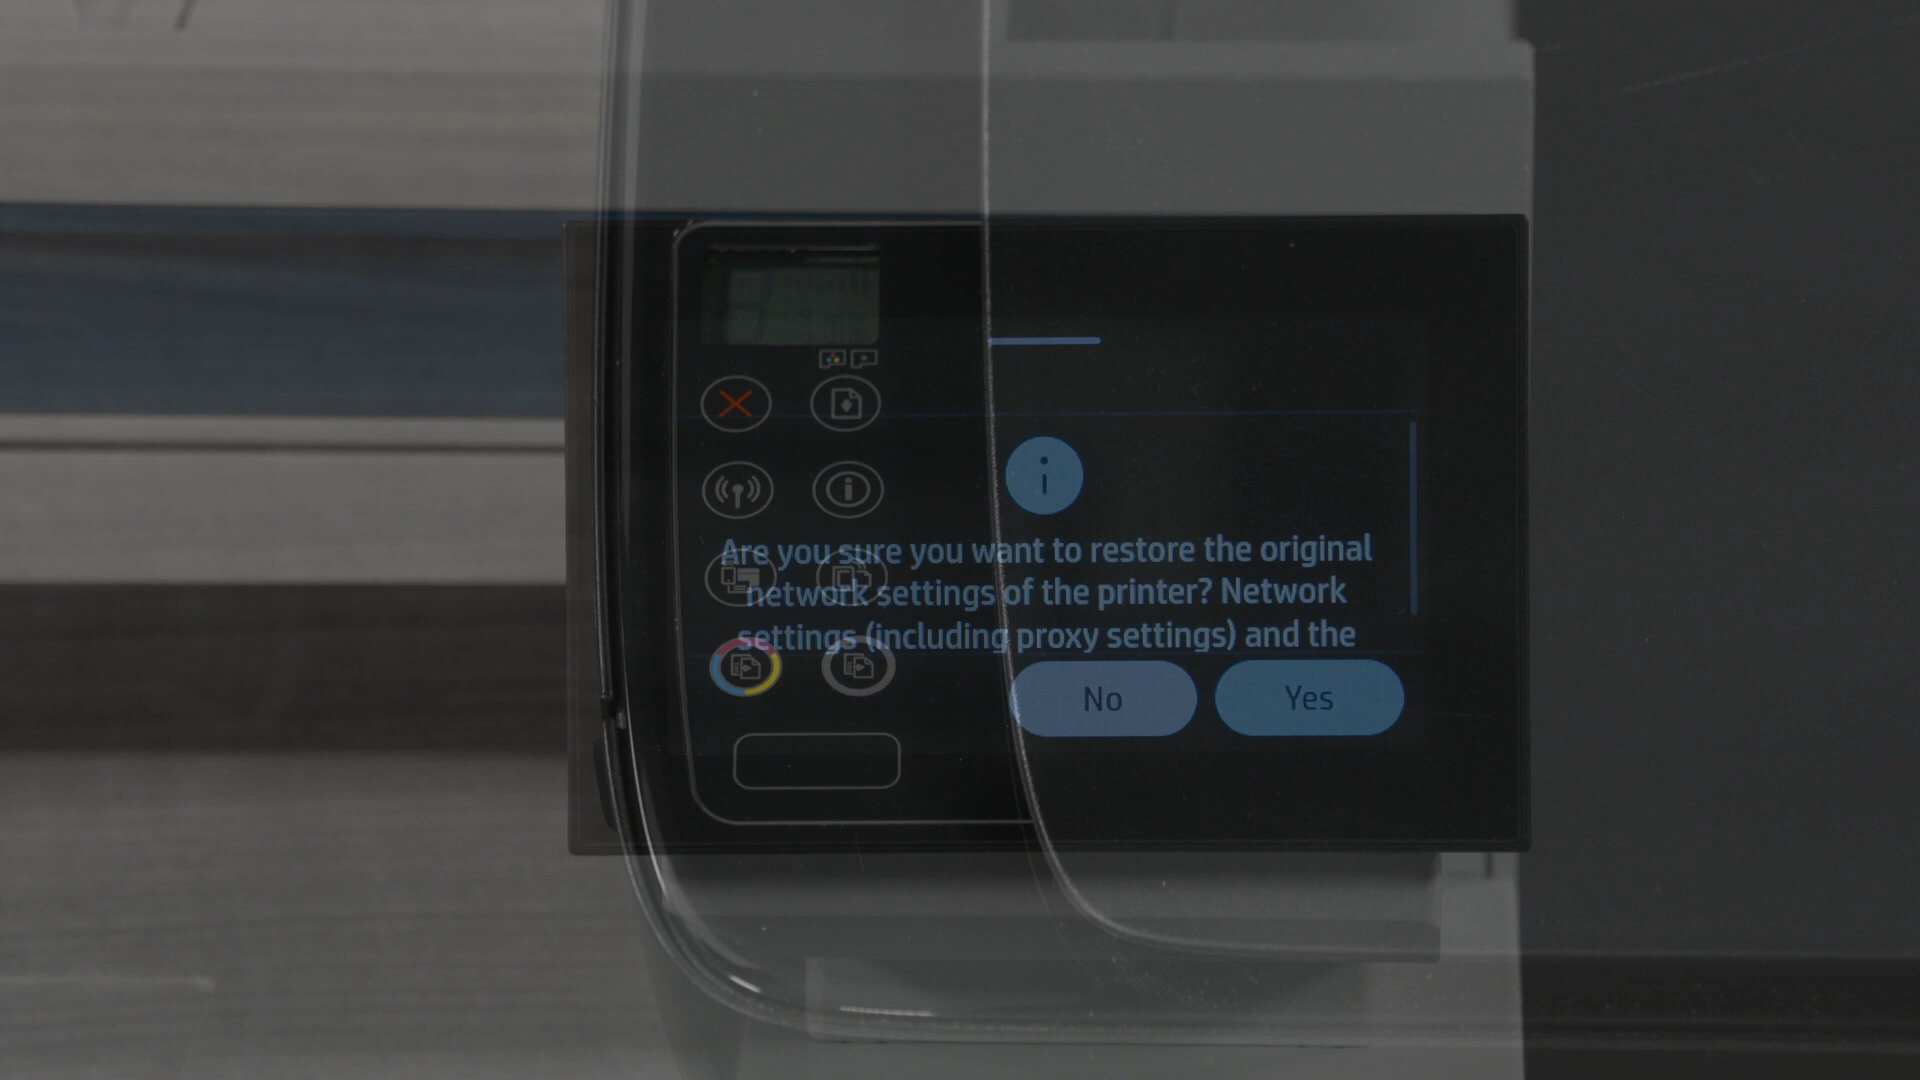 Are you sure you want to restore the original
network settings of the printer? Network
settings (including proxy settings) and the
No
Yes